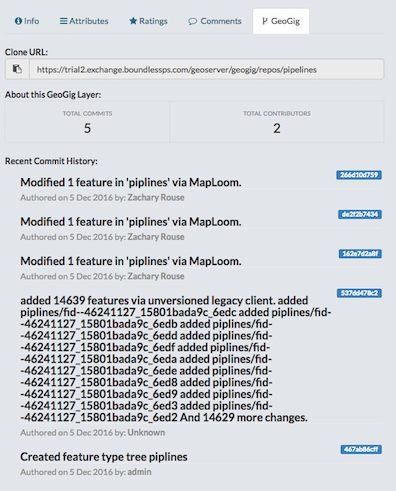 Info Attributes Ratings Comments GeoGig
Clone URL:
https://trial2.exchange.boundlessps.com/geoserver/geogig/repos/pipelines
About this GeoGig Layer:
TOTAL COMMITS TOTAL CONTRIBUTORS
5 2
Recent Commit History:
266d10d759
Modified 1 feature in 'piplines' via MapLoom.
Authored on 5 Dec 2016 by: Zachary Rouse
de2f2b7434
Modified 1 feature in 'piplines' via MapLoom.
Authored on 5 Dec 2016 by: Zachary Rouse
162e7d2a8f
Modified 1 feature in 'piplines' via MapLoom.
Authored on 5 Dec 2016 by: Zachary Rouse
537d6478c2
added 14639 features via unversioned legacy client. added
piplines/fid--46241127_15801bada9c_6edc added piplines/fid-
-46241127_15801bada9c_6edb added piplines/fid-
-46241127_15801bada9c_6edf added piplines/fid-
-46241127_15801bada9c_6eda added piplines/fid-
-46241127_15801bada9c_6ede added piplines/fid-
-46241127_15801bada9c_6ed8 added piplines/fid-
-46241127_15801bada9c_6ed9 added piplines/fid-
-46241127_15801bada9c_6ed3 added piplines/fid-
-46241127_15801bada9c_6ed2 And 14629 more changes.
Authored on 5 Dec 2016 by: Unknown
467ab86cff
Created feature type tree piplines
Authored on 5 Dec 2016 by: admin